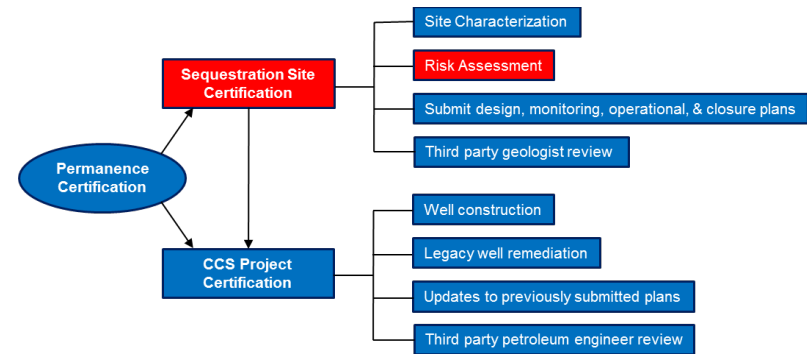 Site Characterization
Sequestration Site
Certification
Risk Assessment
Submit design, monitoring, operational, & closure plans
Third party geologist review
Permanence
Certification
Well construction
Legacy well remediation
CCS Project
Certification
Updates to previously submitted plans
Third party petroleum engineer review